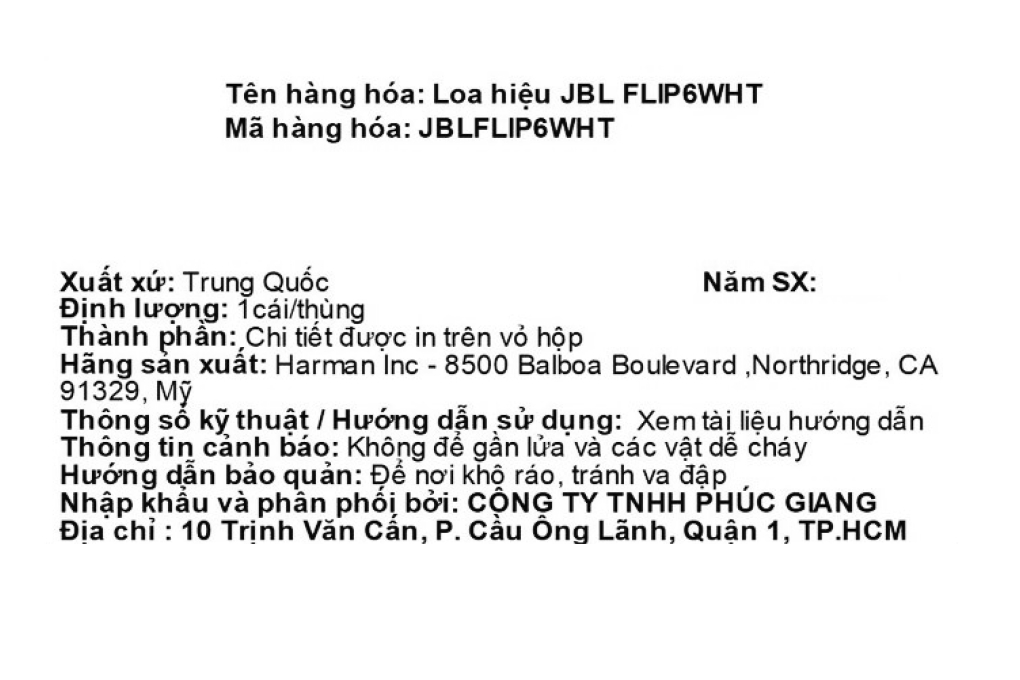 Tên hàng hóa: Loa hiệu JBL FLIP6WHT
Mã hàng hóa: JBLFLIP6WHT
Xuất xứ: Trung Quốc Năm SX:
Định lượng: 1cái/thùng
Thành phần: Chi tiết được in trên vỏ hộp
Hãng sản xuất: Harman Inc - 8500 Balboa Boulevard ,Northridge, CA
91329, Mỹ
Thông số kỹ thuật / Hướng dẫn sử dụng: Xem tài liệu hướng dẫn
Thông tin cảnh báo: Không để gần lửa và các vật dễ cháy
Hướng dẫn bảo quản: Để nơi khô ráo, tránh va đập
Nhập khẩu và phân phối bởi: CÔNG TY TNHH PHÚC GIANG
Địa chỉ : 10 Trịnh Văn Cấn, P. Cầu Ông Lãnh, Quận 1, TP.HCM